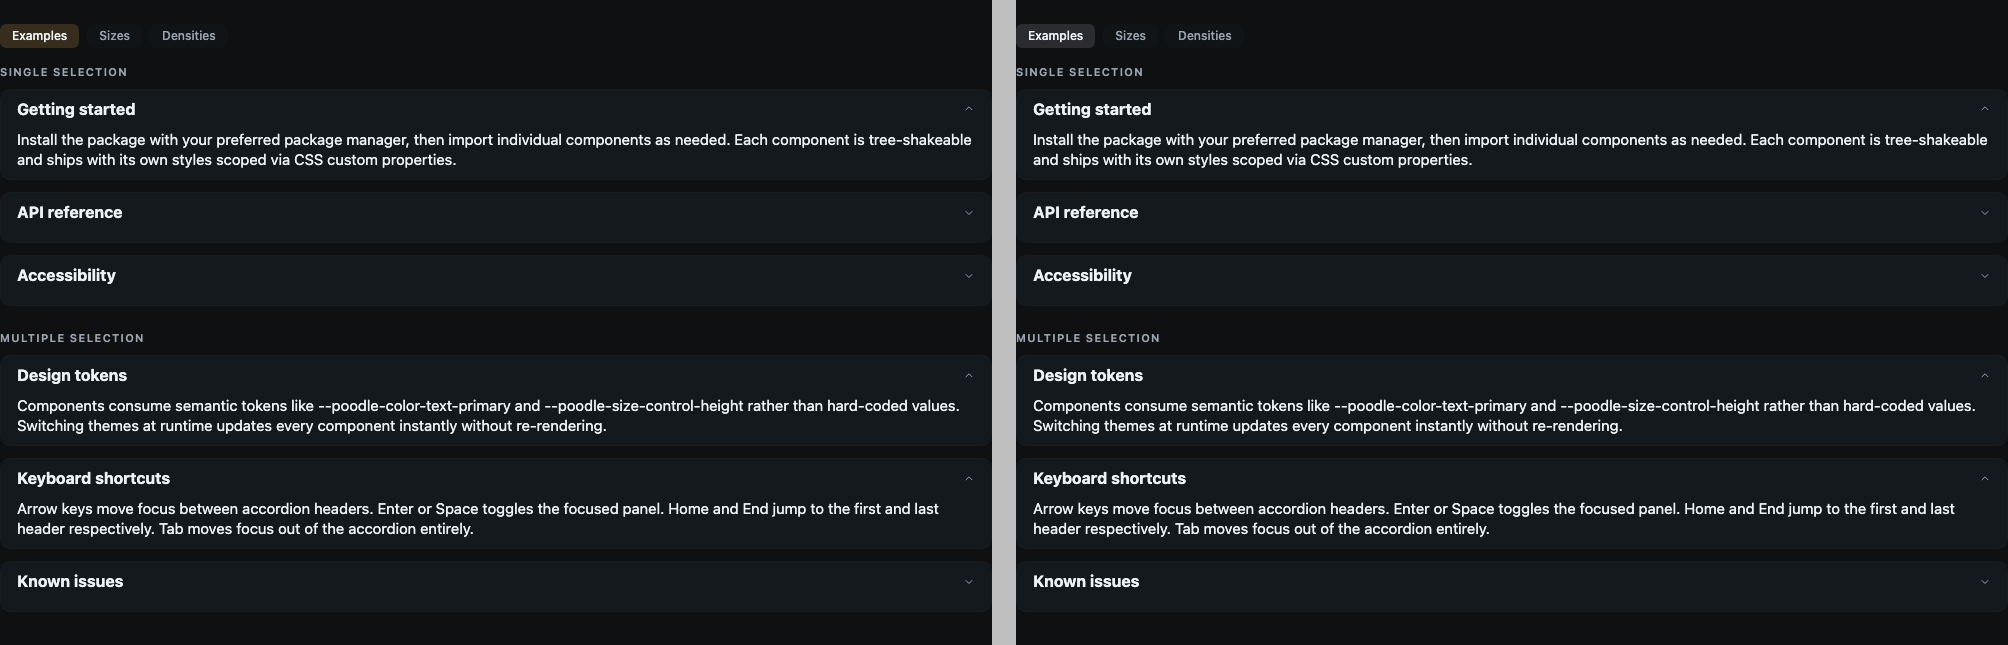 Examples Sizes Densities
SINGLE SELECTION
Getting started
Install the package with your preferred package manager, then import individual components as needed. Each component is tree-shakeable
and ships with its own styles scoped via CSS custom properties.
API reference
Accessibility
MULTIPLE SELECTION
Design tokens
Components consume semantic tokens like --poodle-color-text-primary and --poodle-size-control-height rather than hard-coded values.
Switching themes at runtime updates every component instantly without re-rendering.
Keyboard shortcuts
Arrow keys move focus between accordion headers. Enter or Space toggles the focused panel. Home and End jump to the first and last
header respectively. Tab moves focus out of the accordion entirely.
Known issues
Examples Sizes Densities
SINGLE SELECTION
Getting started
Install the package with your preferred package manager, then import individual components as needed. Each component is tree-shakeable
and ships with its own styles scoped via CSS custom properties.
API reference
Accessibility
MULTIPLE SELECTION
Design tokens
Components consume semantic tokens like --poodle-color-text-primary and --poodle-size-control-height rather than hard-coded values.
Switching themes at runtime updates every component instantly without re-rendering.
Keyboard shortcuts
Arrow keys move focus between accordion headers. Enter or Space toggles the focused panel. Home and End jump to the first and last
header respectively. Tab moves focus out of the accordion entirely.
Known issues